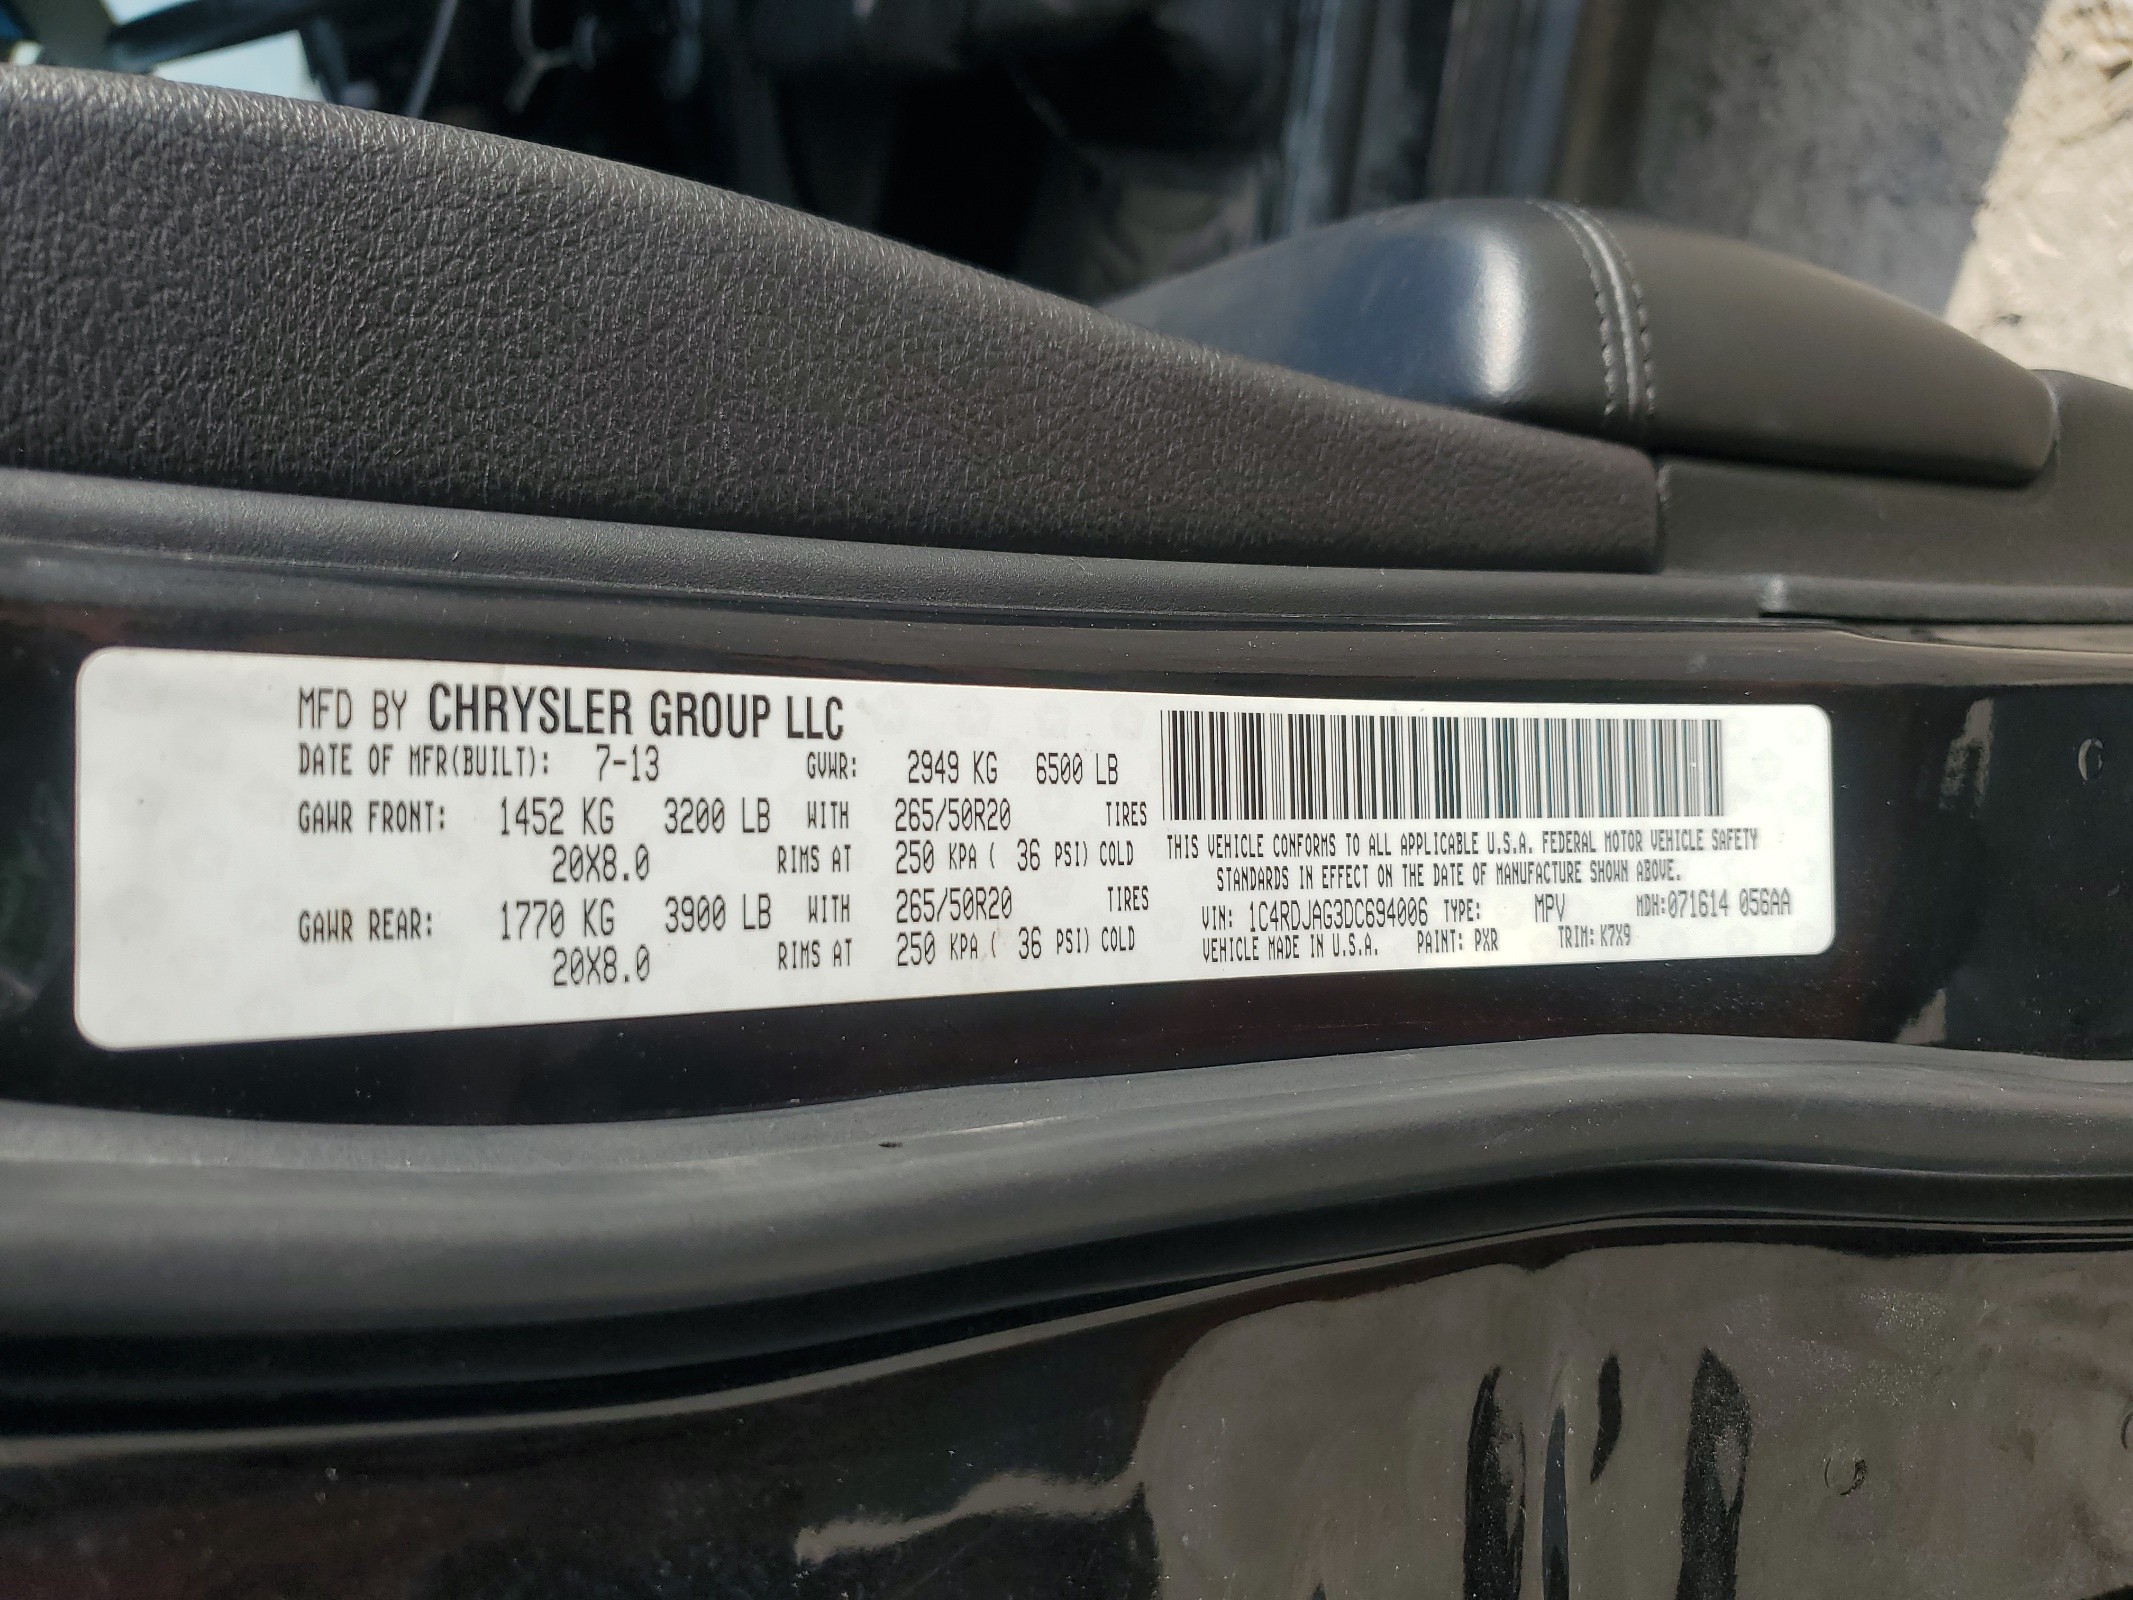 MFD BY CHRYSLER GROUP LLC
DATE OF MFR(BUILT): 7-13 GVWR: 2949 KG 6500 LB
GAWR FRONT: 1452 KG 3200 LB WITH 265/50R20 TIRES
20X8.0 RIMS AT 250 KPA ( 36 PSI) COLD
GAWR REAR: 1770 KG 3900 LB WITH 265/50R20 TIRES
20X8.0 RIMS AT 250 KPA ( 36 PSI) COLD
THIS VEHICLE CONFORMS TO ALL APPLICABLE U.S.A. FEDERAL MOTOR VEHICLE SAFETY
STANDARDS IN EFFECT ON THE DATE OF MANUFACTURE SHOWN ABOVE.
VIN: 1C4RDJAG3DC694006 TYPE: MPV MDH:071614 056AA
VEHICLE MADE IN U.S.A. PAINT: PXR TRIM: K7X9